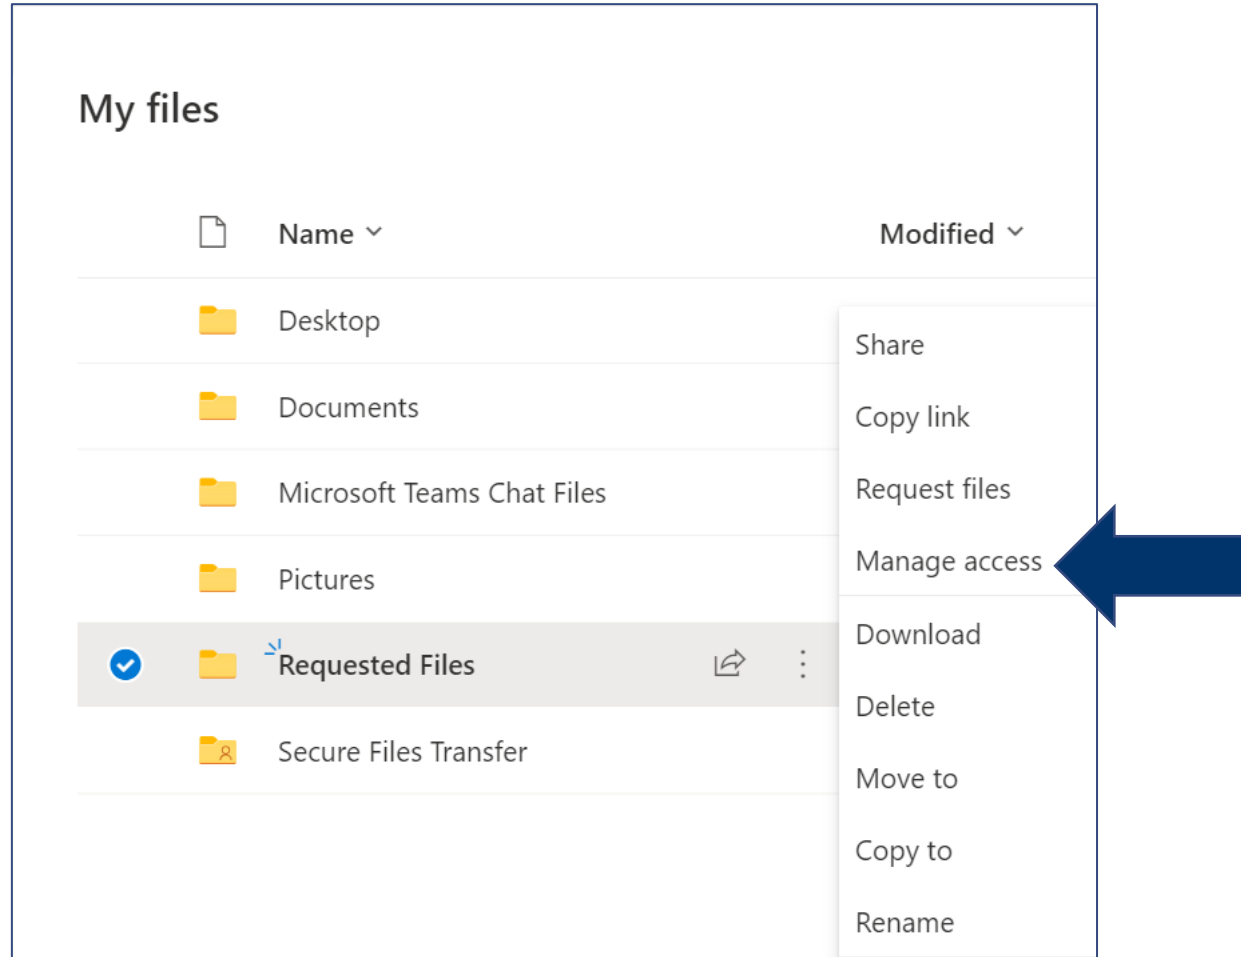 My files
Name
Modified
Desktop
Documents
Microsoft Teams Chat Files
Pictures
Requested Files
Secure Files Transfer
Share
Copy link
Request files
Manage access
Download
Delete
Move to
Copy to
Rename